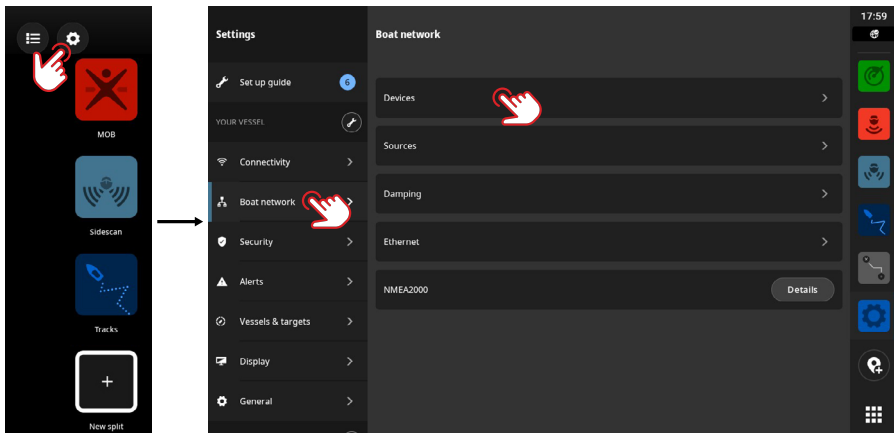 MOB
Sidescan
Tracks
+
New split
Settings
Set up guide
6
YOUR VESSEL
Connectivity
Boat network
Security
Alerts
Vessels & targets
Display
General
Boat network
Devices
Sources
Damping
Ethernet
NMEA2000
Details
17:59